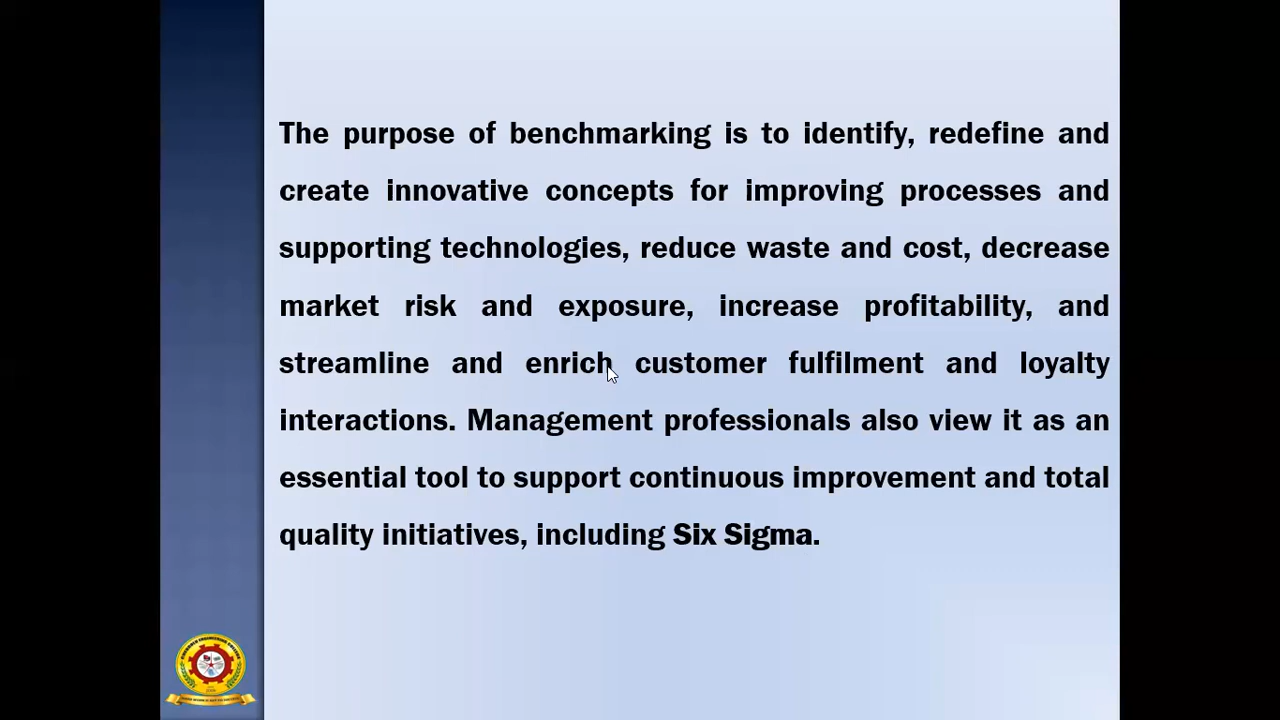 The purpose of benchmarking is to identify, redefine and
create innovative concepts for improving processes and
supporting technologies, reduce waste and cost, decrease
market risk and exposure, increase profitability, and
streamline and enrich customer fulfilment and loyalty
interactions. Management professionals also view it as an
essential tool to support continuous improvement and total
quality initiatives, including Six Sigma.